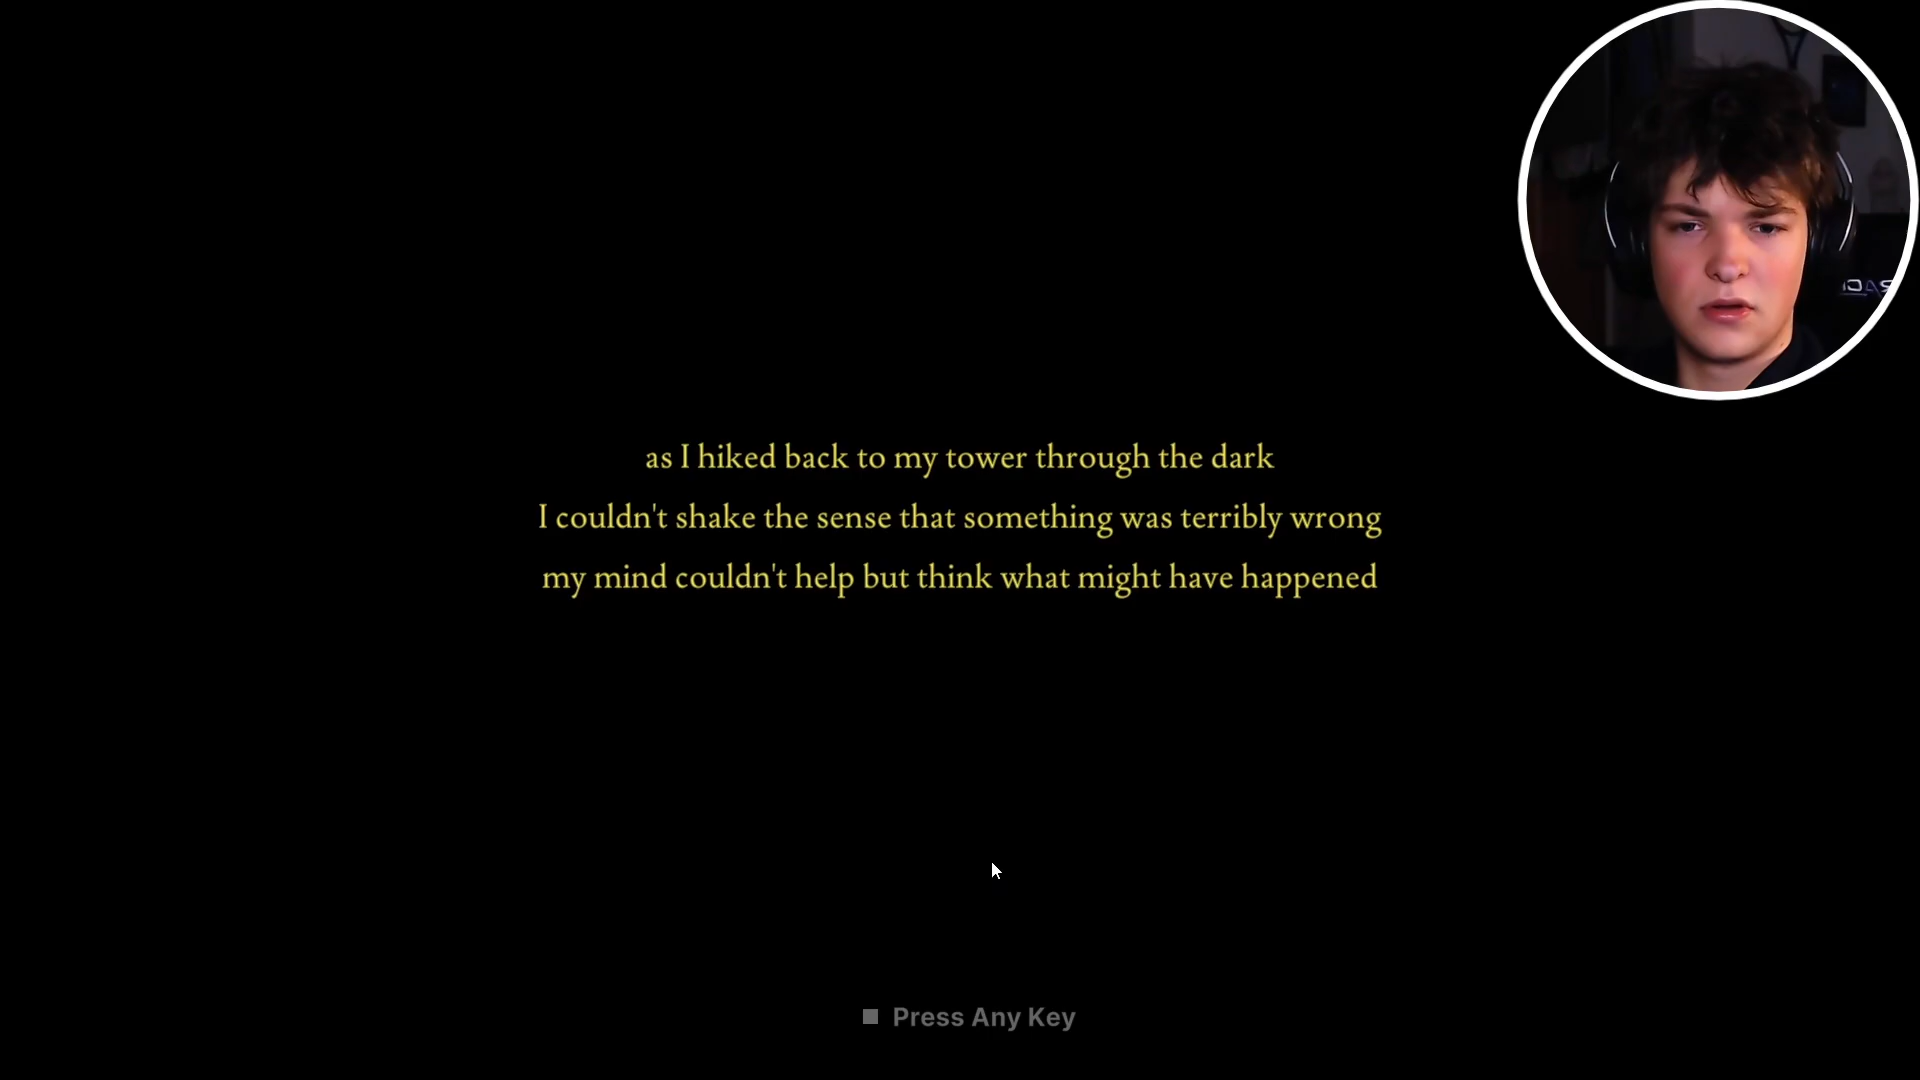 as I hiked back to my tower through the dark
I couldn't shake the sense that something was terribly wrong
my mind couldn't help but think what might have happened
Press Any Key